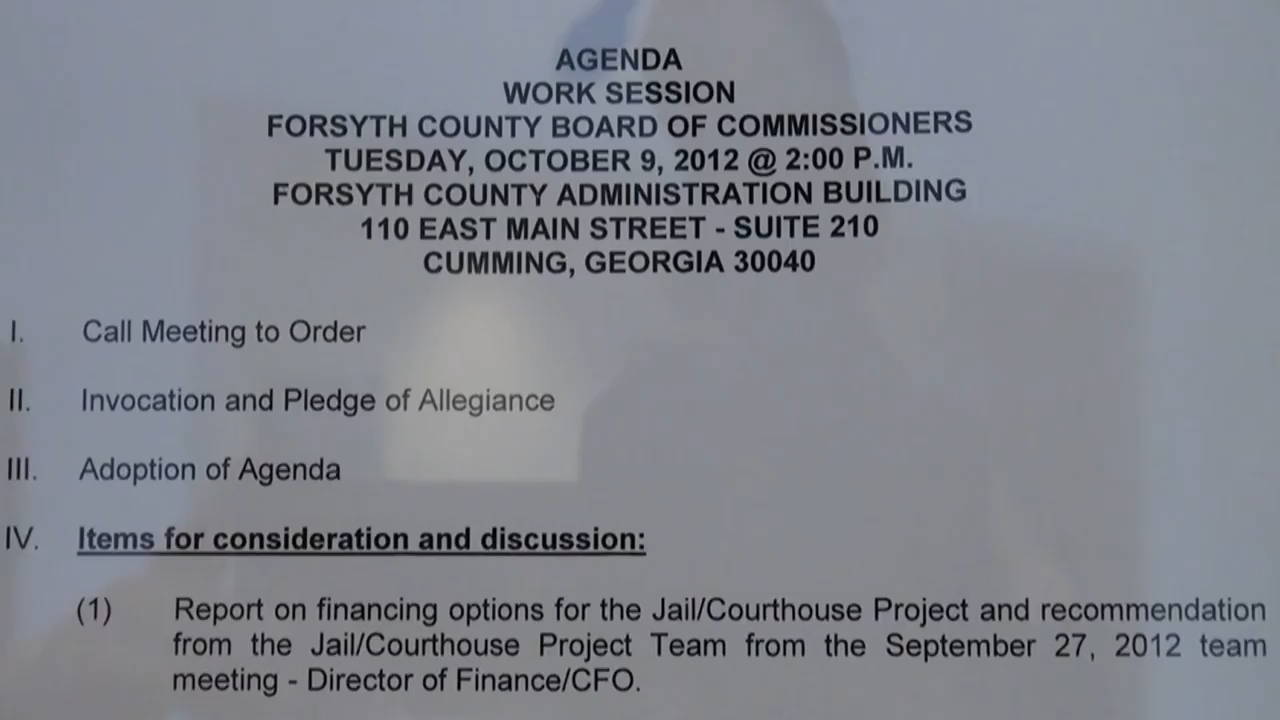 AGENDA
WORK SESSION
FORSYTH COUNTY BOARD OF COMMISSIONERS
TUESDAY, OCTOBER 9, 2012 @ 2:00 P.M.
FORSYTH COUNTY ADMINISTRATION BUILDING
110 EAST MAIN STREET - SUITE 210
CUMMING, GEORGIA 30040
I. Call Meeting to Order
II. Invocation and Pledge of Allegiance
III. Adoption of Agenda
IV. Items for consideration and discussion:
(1) Report on financing options for the Jail/Courthouse Project and recommendation
from the Jail/Courthouse Project Team from the September 27, 2012 team
meeting - Director of Finance/CFO.